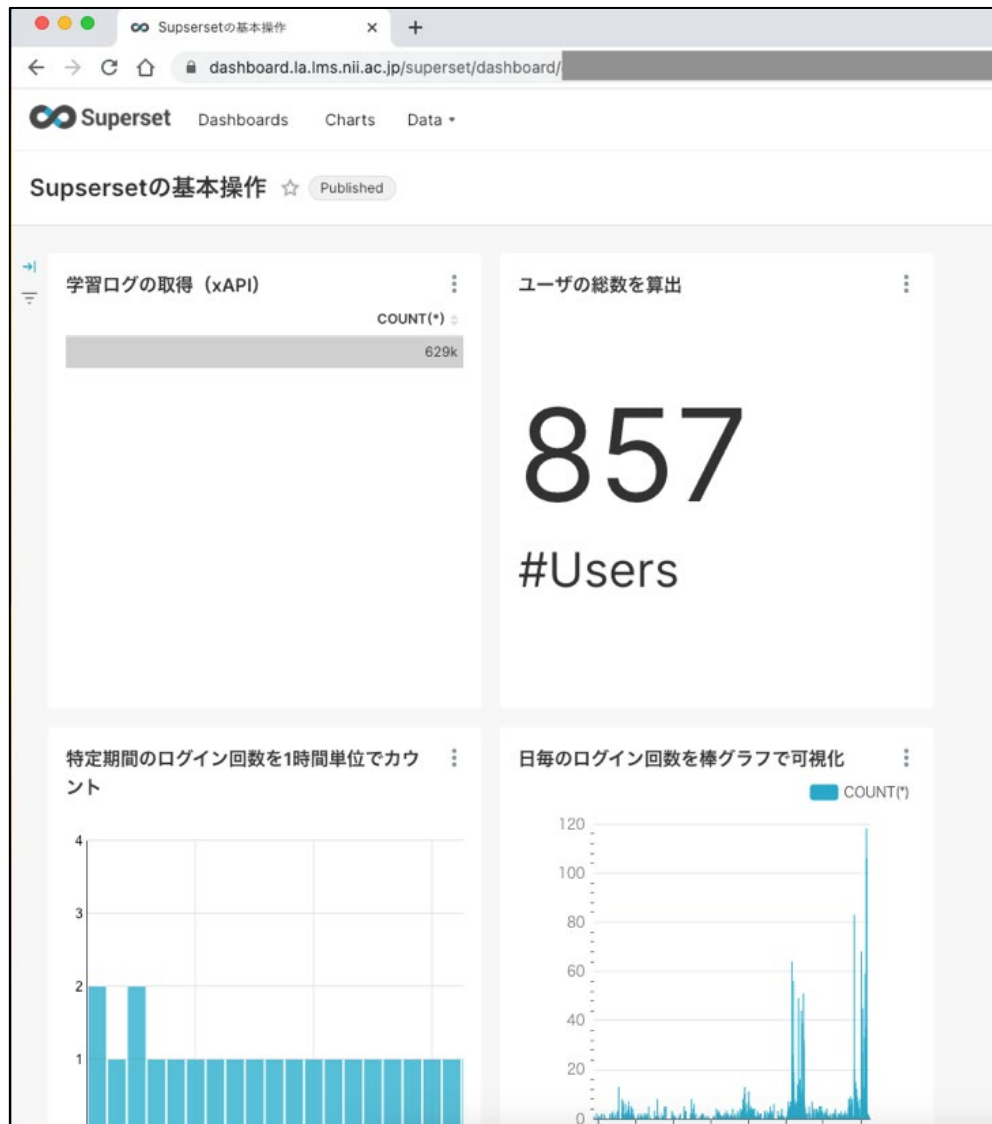 Supsersetの基本操作
dashboard.la.lms.nii.ac.jp/superset/dashboard/
Superset Dashboards Charts Data
Supsersetの基本操作 Published
学習ログの取得（xAPI）
COUNT(*)
629k
ユーザの総数を算出
857
#Users
特定期間のログイン回数を1時間単位でカウ
ント
4
3
2
1
日毎のログイン回数を棒グラフで可視化
COUNT(*)
120
100
80
60
40
20
0